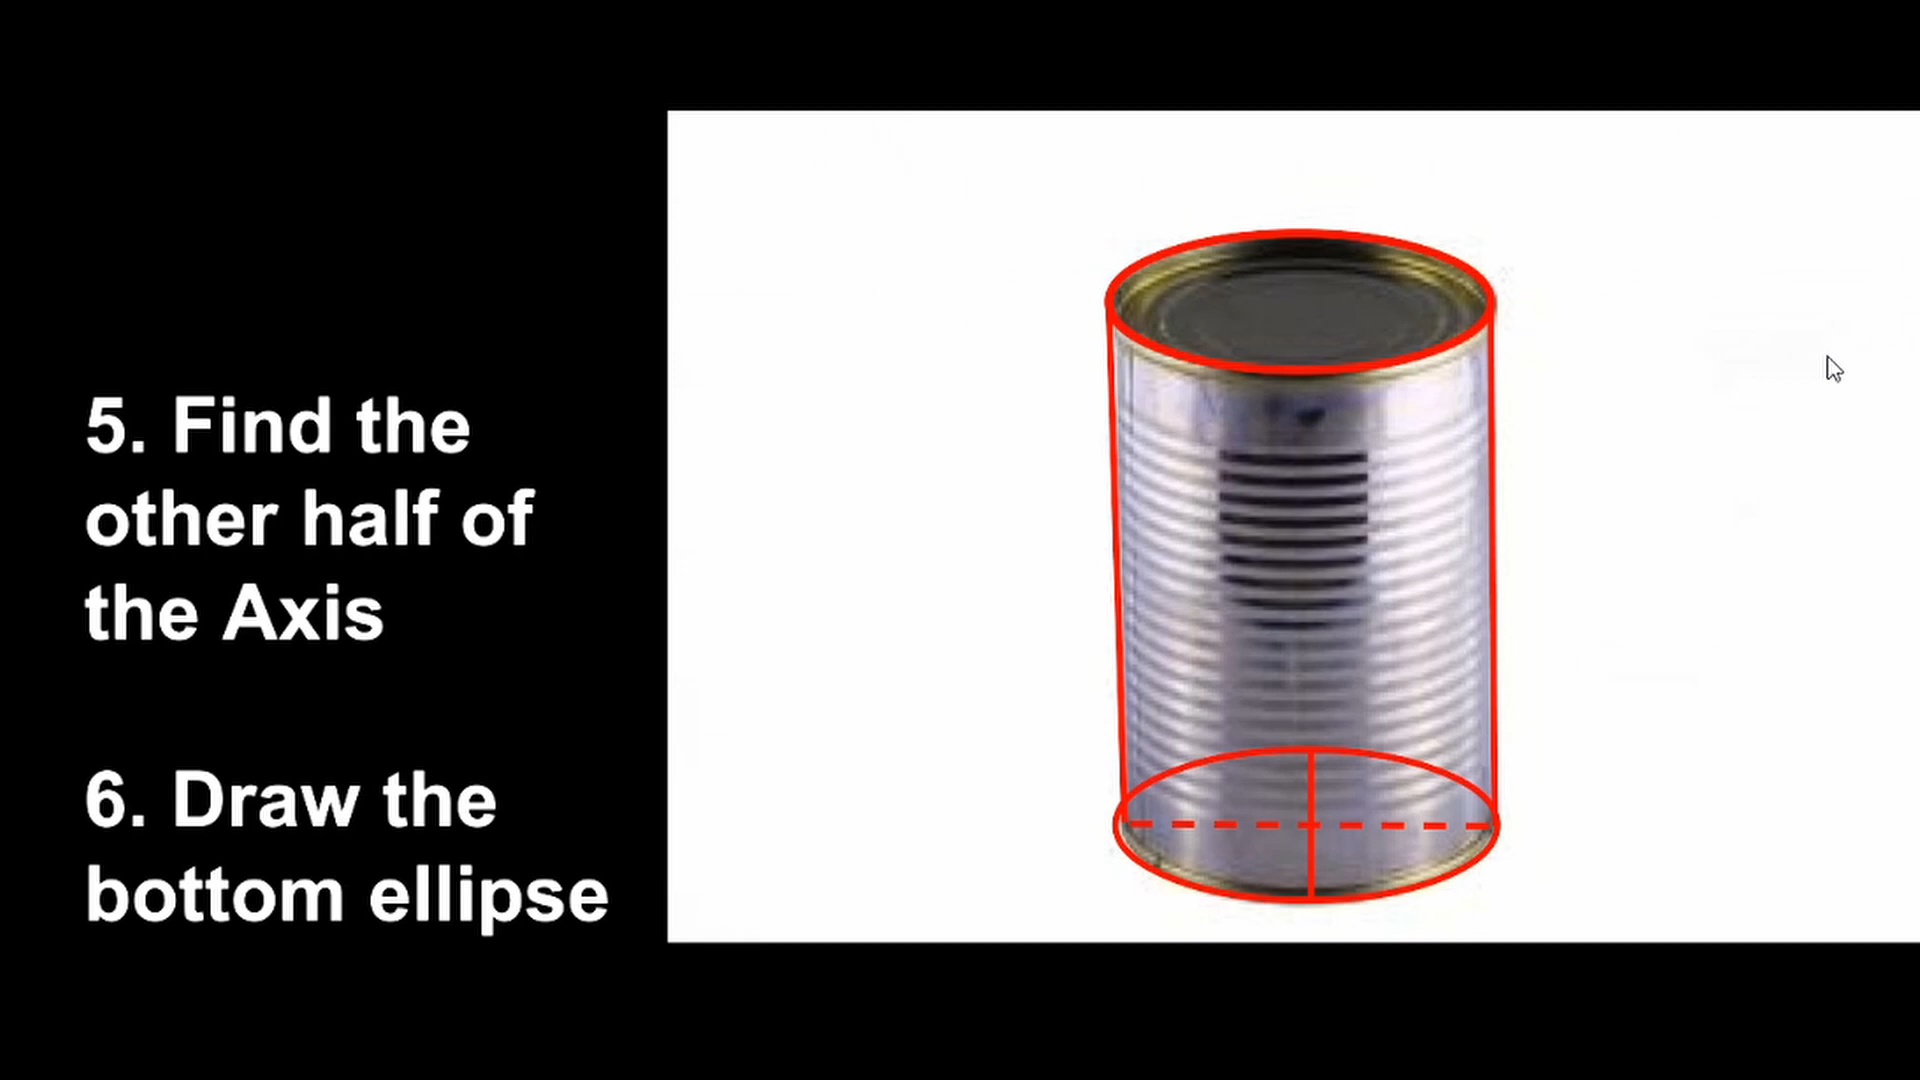 5. Find the
other half of
the Axis
6. Draw the
bottom ellipse